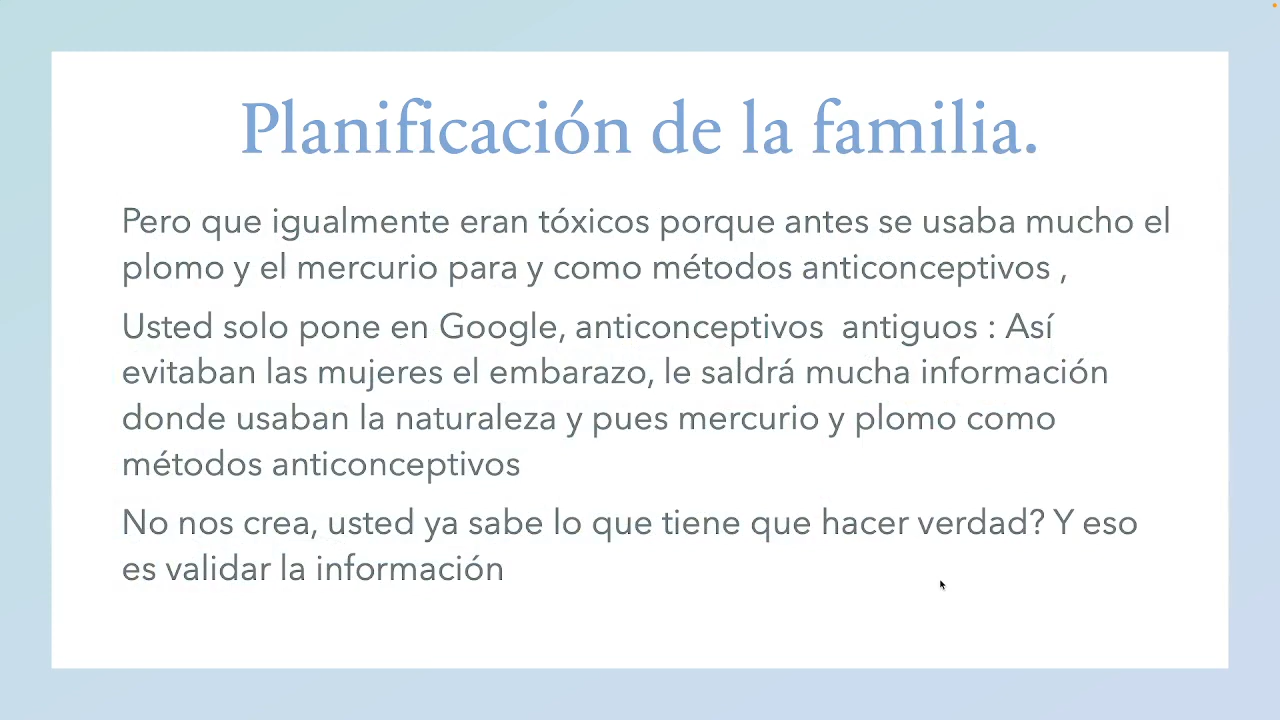 Planificación de la familia.
Pero que igualmente eran tóxicos porque antes se usaba mucho el
plomo y el mercurio para y como métodos anticonceptivos ,
Usted solo pone en Google, anticonceptivos  antiguos : Así
evitaban las mujeres el embarazo, le saldrá mucha información
donde usaban la naturaleza y pues mercurio y plomo como
métodos anticonceptivos
No nos crea, usted ya sabe lo que tiene que hacer verdad? Y eso
es validar la información